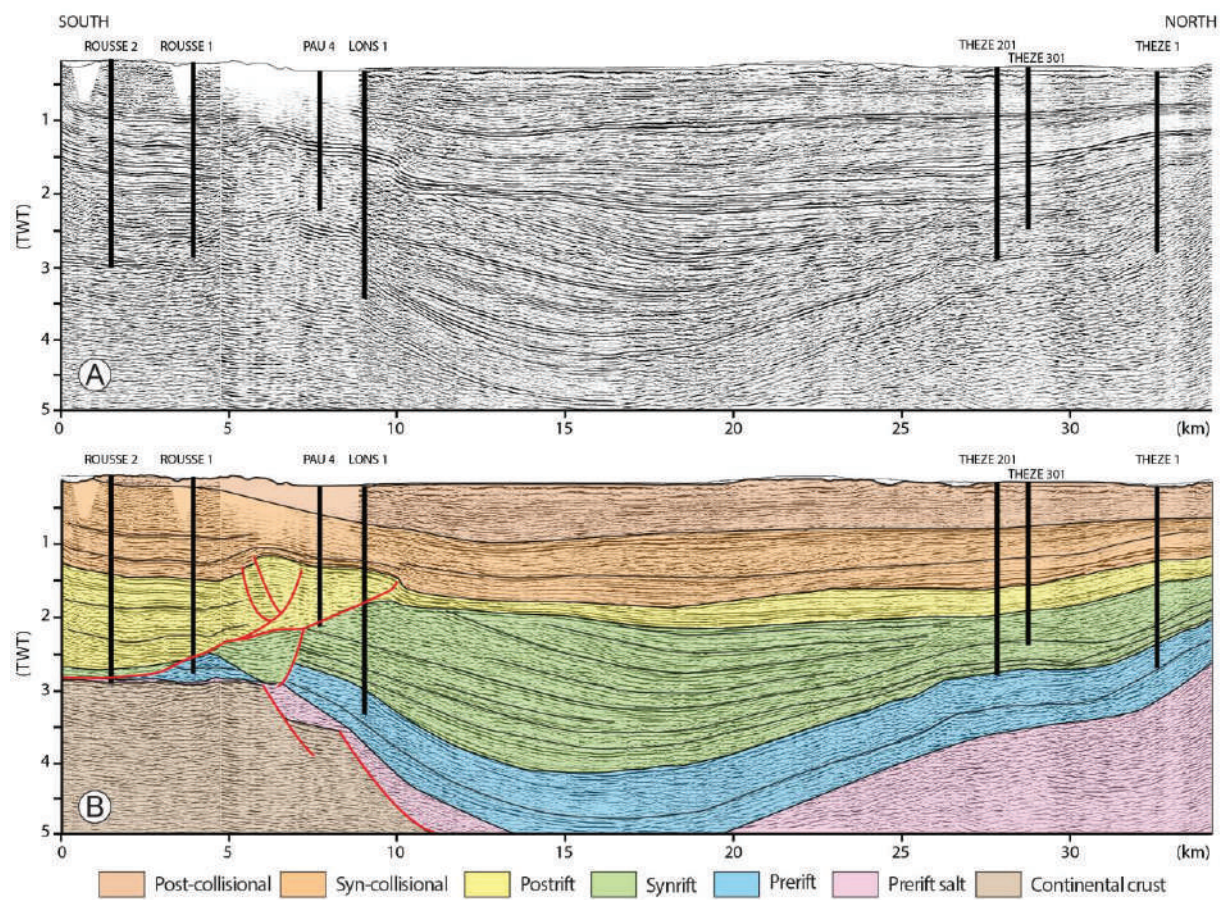 SOUTH NORTH
ROUSSE 2 ROUSSE 1 PAU 4 LONS 1 THEZE 201 THEZE 1
THEZE 301
1
2
(TWT)
3
4
A
5
0 5 10 15 20 25 30 (km)
ROUSSE 2 ROUSSE 1 PAU 4 LONS 1 THEZE 201 THEZE 1
THEZE 301
1
2
(TWT)
3
4
B
5
0 5 10 15 20 25 30 (km)
Post-collisional Syn-collisional Postrift Synrift Prerift Prerift salt Continental crust